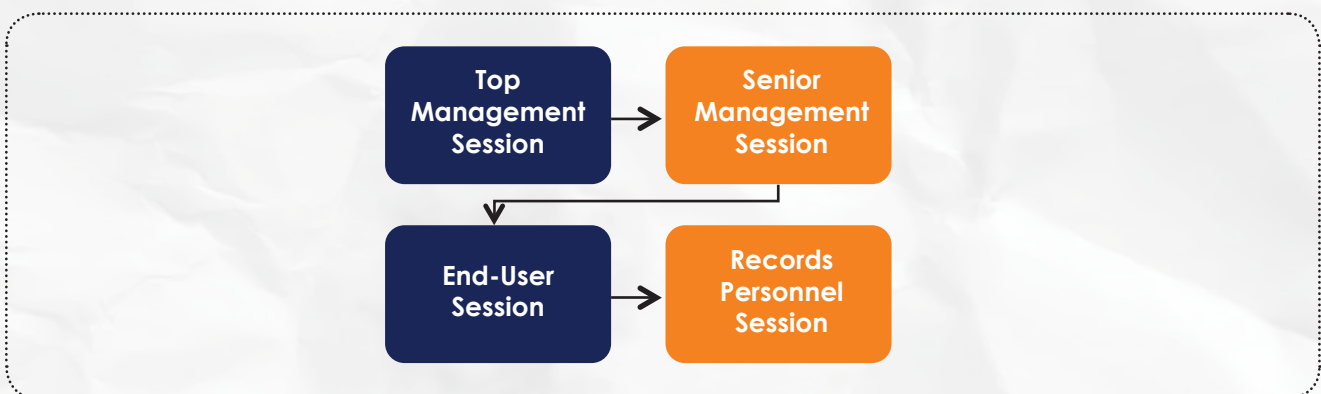 Top
Management
Session
Senior
Management
Session
End-User
Session
Records
Personnel
Session